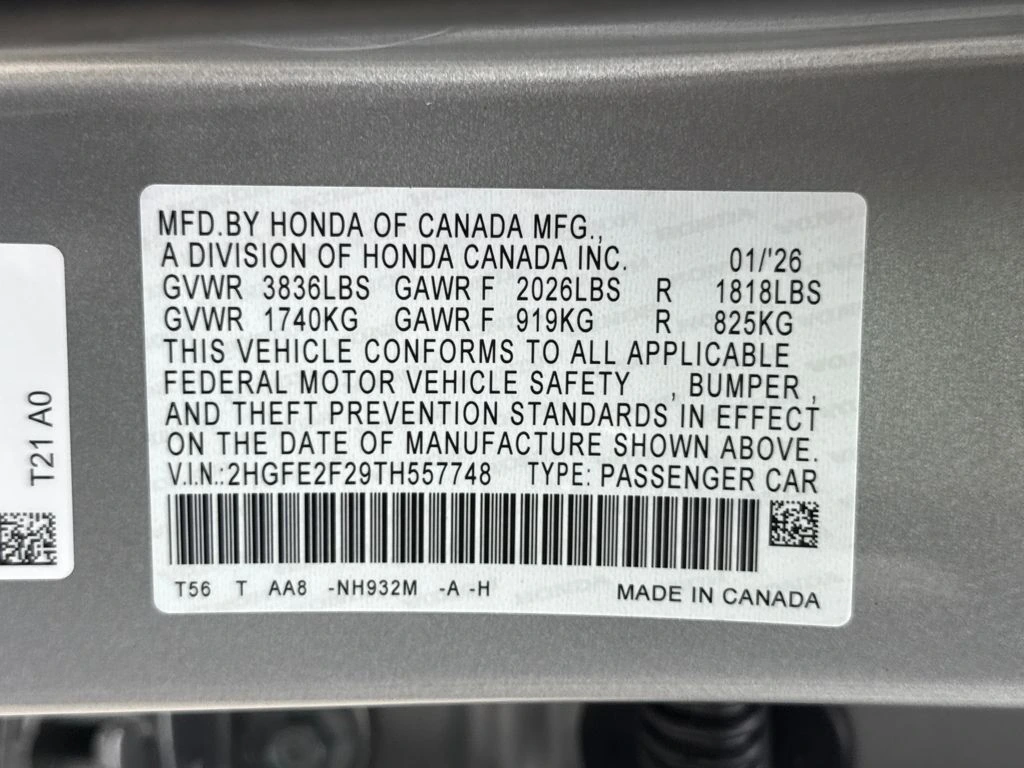 MFD.BY HONDA OF CANADA MFG.,
A DIVISION OF HONDA CANADA INC. 01/'26
GVWR 3836LBS GAWR F 2026LBS R 1818LBS
GVWR 1740KG GAWR F 919KG R 825KG
THIS VEHICLE CONFORMS TO ALL APPLICABLE
FEDERAL MOTOR VEHICLE SAFETY , BUMPER ,
AND THEFT PREVENTION STANDARDS IN EFFECT
ON THE DATE OF MANUFACTURE SHOWN ABOVE.
V.I.N.:2HGFE2F29TH557748 TYPE: PASSENGER CAR
T56 T AA8 -NH932M -A -H MADE IN CANADA
T21 A0